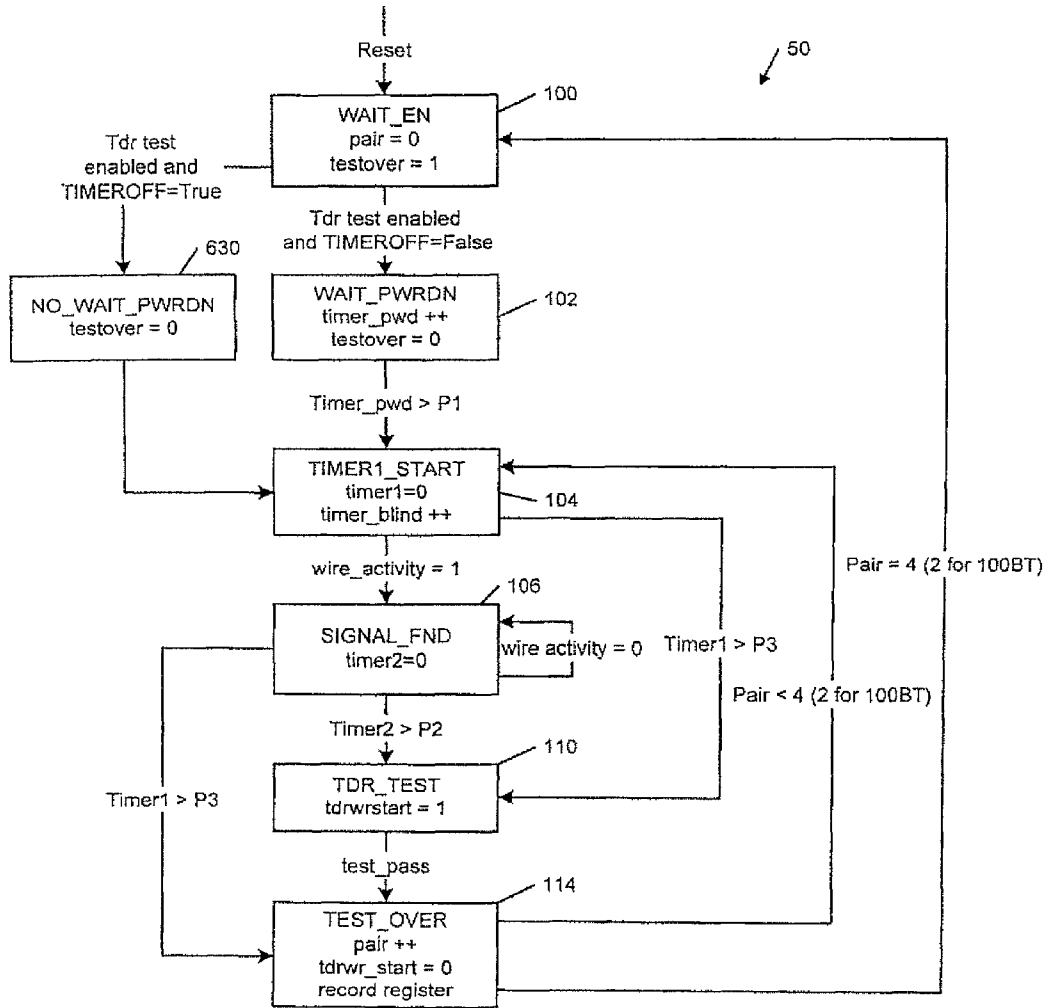 Reset
50
100
WAIT_EN
pair = 0
testover = 1
Tdr test
enabled and
TIMEROFF=True
Tdr test enabled
and TIMEROFF=False
630
NO_WAIT_PWRDN
testover = 0
102
WAIT_PWRDN
timer_pwd ++
testover = 0
Timer_pwd > P1
TIMER1_START
timer1=0
timer_blind ++
104
wire_activity = 1
106
SIGNAL_FND
timer2=0
wire activity = 0
Timer1 > P3
Pair = 4 (2 for 100BT)
Pair < 4 (2 for 100BT)
Timer2 > P2
110
TDR_TEST
tdrwrstart = 1
Timer1 > P3
test_pass
114
TEST_OVER
pair ++
tdrwr_start = 0
record register